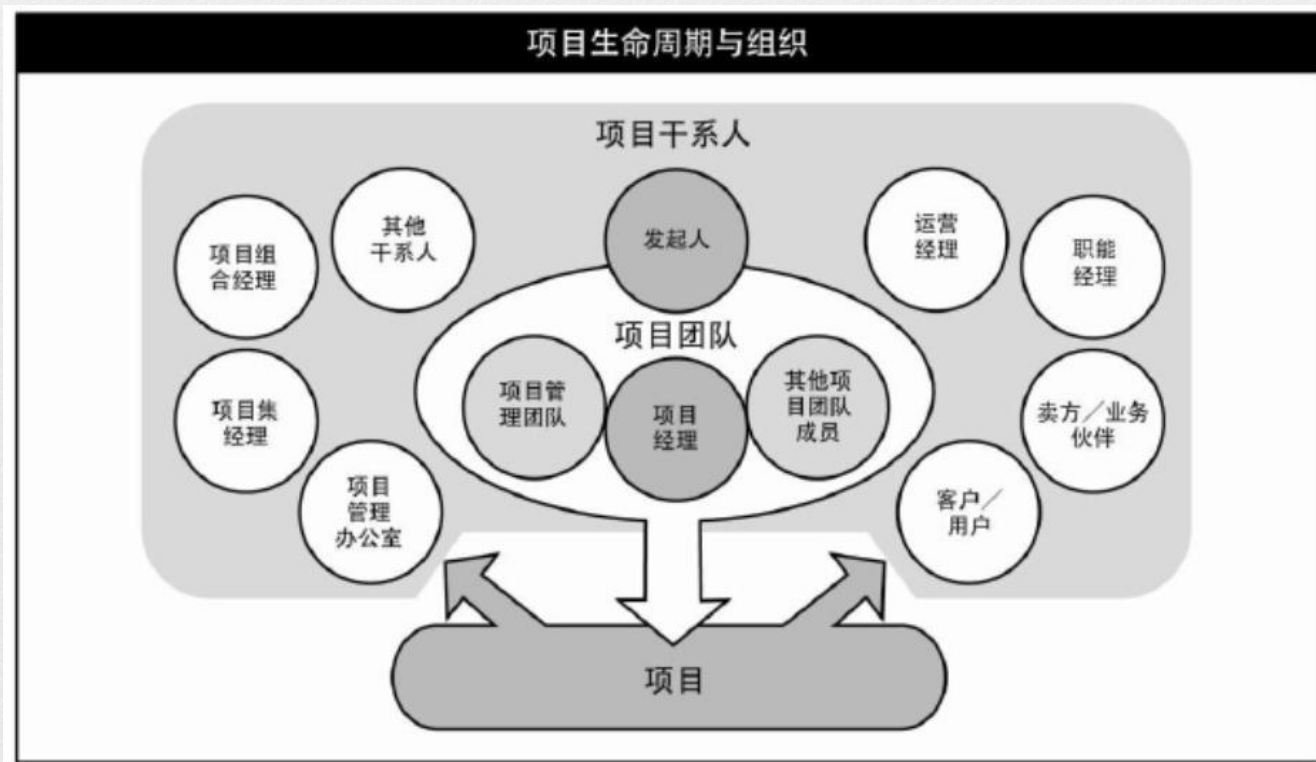 项目生命周期与组织
项目干系人
项目组
合经理
其他
干系人
发起人
运营
经理
职能
经理
项目团队
项目集
经理
项目管
理团队
项目
经理
其他项
目团队
成员
卖方／业务
伙伴
项目
管理
办公室
客户／
用户
项目